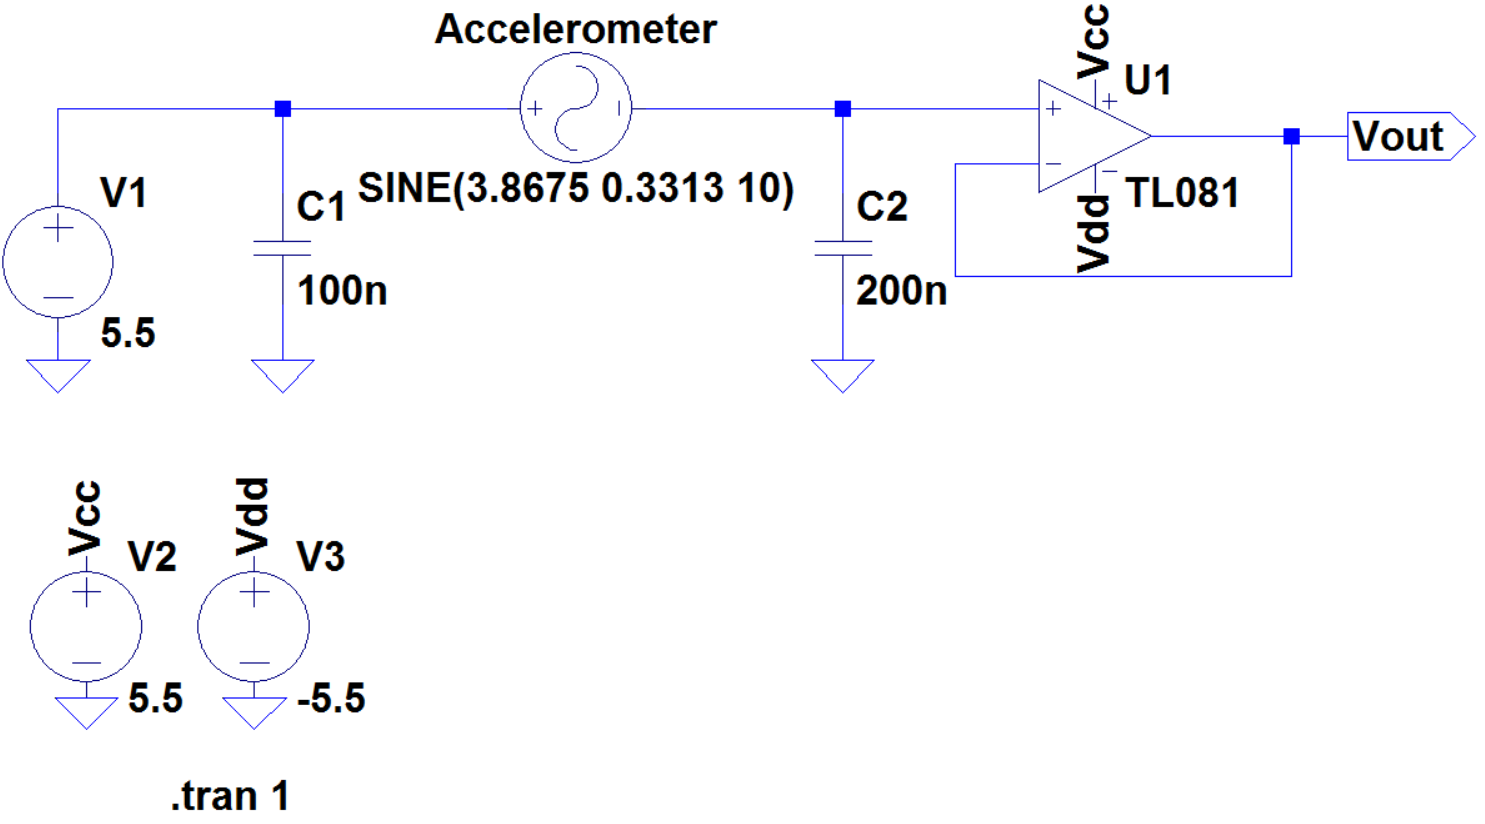 Accelerometer
Vcc
U1
Vout
V1
C1
SINE(3.8675 0.3313 10)
C2
TL081
Vdd
100n
200n
5.5
Vcc
V2
Vdd
V3
5.5
-5.5
.tran 1